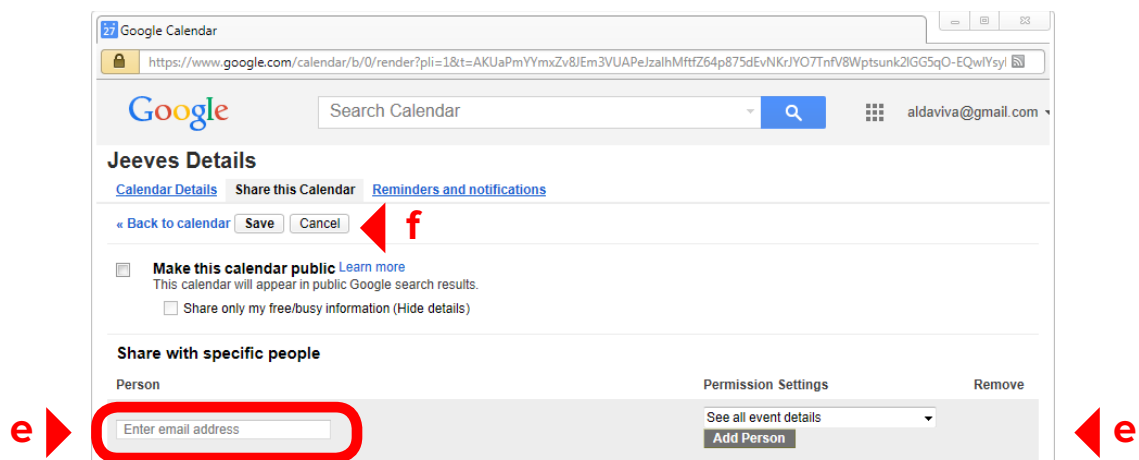 27 Google Calendar
https://www.google.com/calendar/b/0/render?pli=1&t=AKUaPmYYmxZv8JEm3VUAPeJzalhMftfZ64p875dEvNKrJYO7TnfV8Wptsunk2lGG5qO-EQwlYsyl
Google Search Calendar aldaviva@gmail.com
Jeeves Details
Calendar Details Share this Calendar Reminders and notifications
« Back to calendar Save Cancel f
Make this calendar public Learn more
This calendar will appear in public Google search results.
Share only my free/busy information (Hide details)
Share with specific people
Person Permission Settings Remove
e Enter email address See all event details e
Add Person